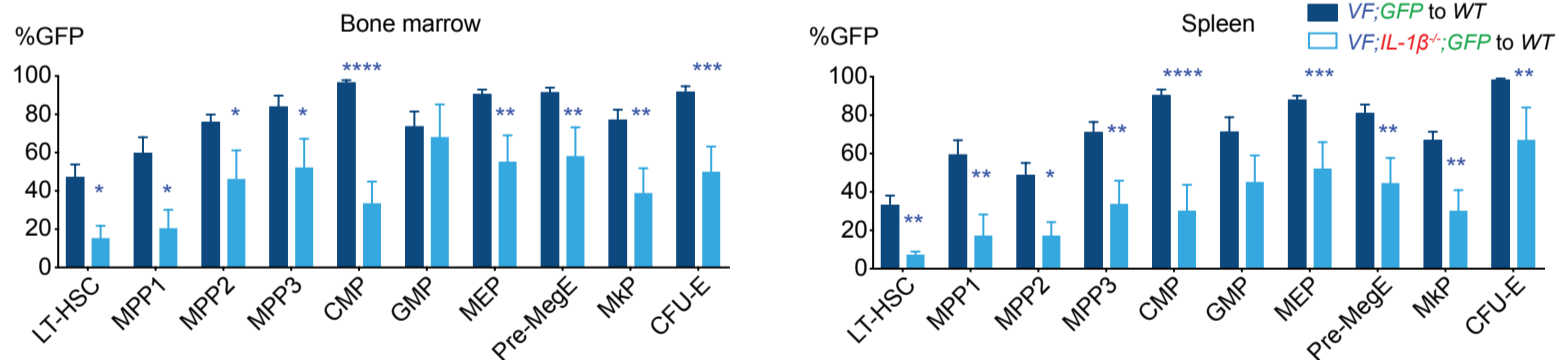 Bone marrow
%GFP
100
80
60
40
20
0
* * * * **** ** ** ** ***
LT-HSC MPP1 MPP2 MPP3 CMP GMP MEP Pre-MegE MkP CFU-E
Spleen
%GFP
VF;GFP to WT
VF;IL-1β-/-;GFP to WT
100
80
60
40
20
0
** ** * ** **** *** ** ** **
LT-HSC MPP1 MPP2 MPP3 CMP GMP MEP Pre-MegE MkP CFU-E